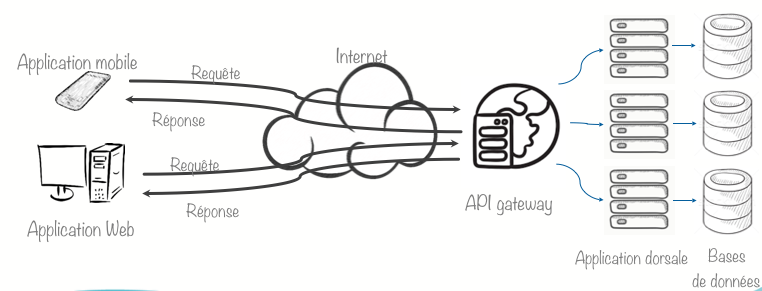 Application mobile
Requête
Internet
Réponse
Requête
Réponse
Application Web
API gateway
Application dorsale
Bases
de données